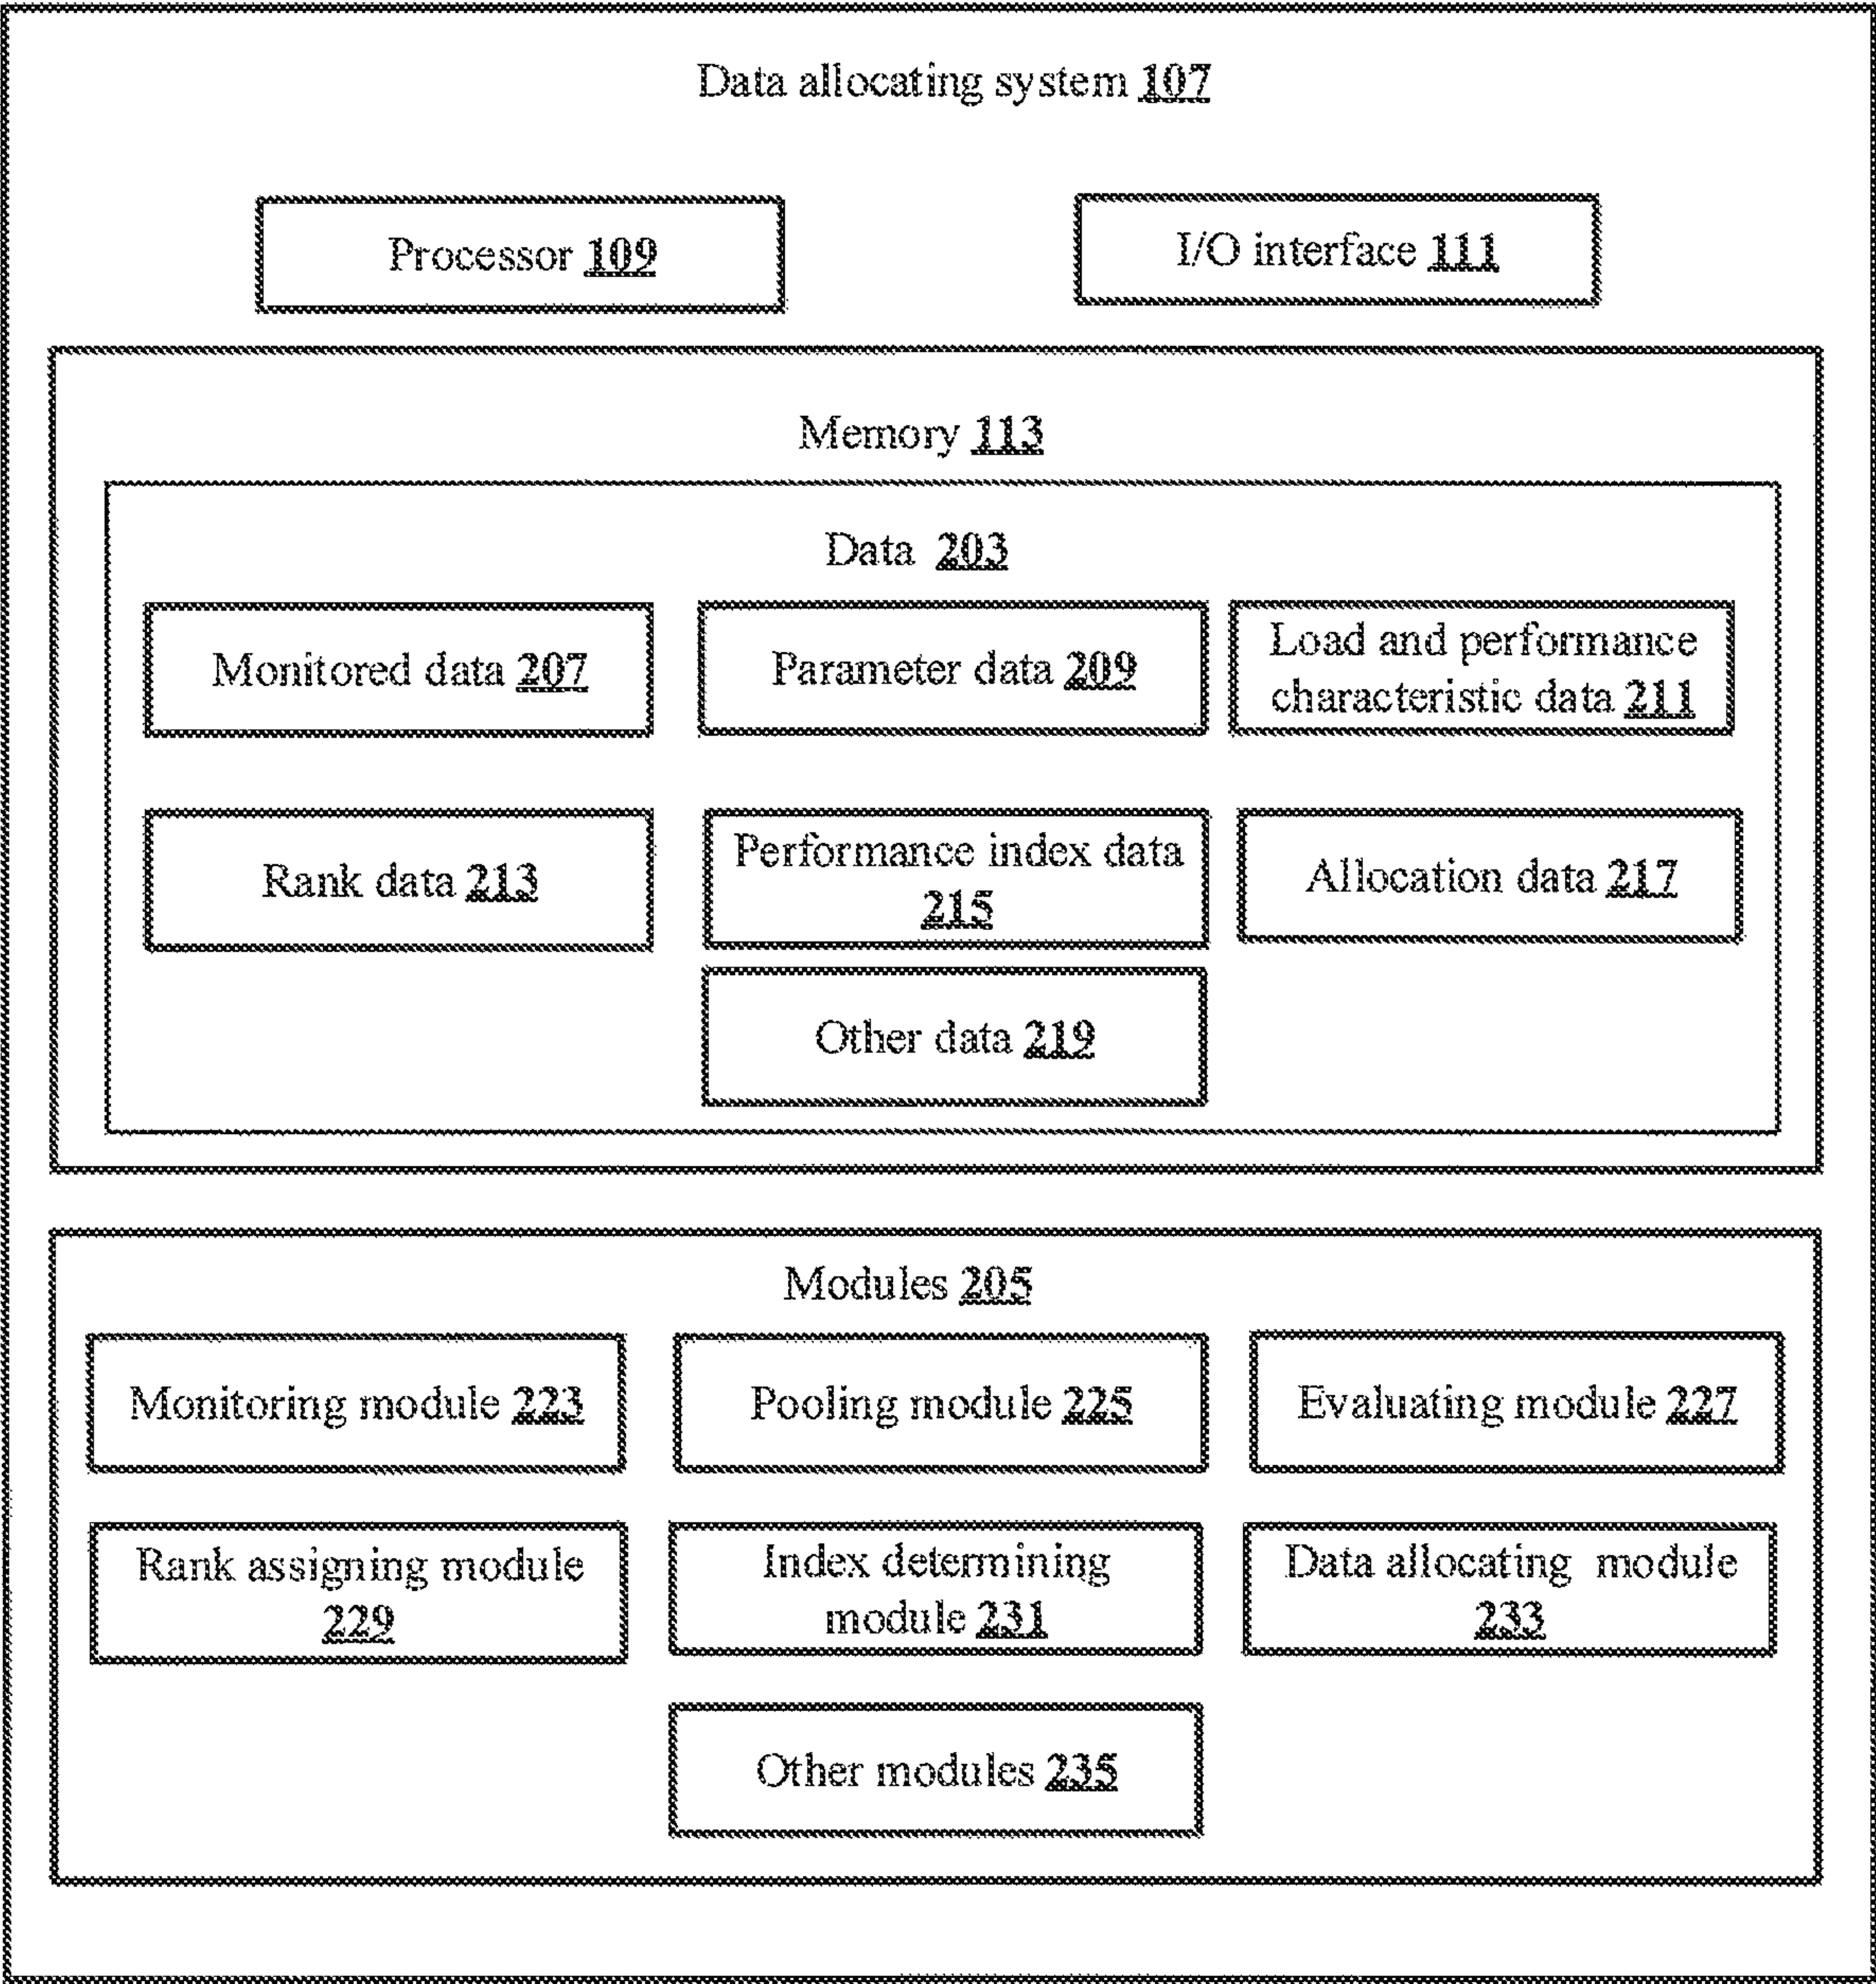 Data allocating system 107
Processor 109
I/O interface 111
Memory 113
Data 203
Monitored data 207
Parameter data 209
Load and performance
characteristic data 211
Rank data 213
Performance index data
215
Allocation data 217
Other data 219
Modules 205
Monitoring module 223
Pooling module 225
Evaluating module 227
Rank assigning module
229
Index determining
module 231
Data allocating module
233
Other modules 235